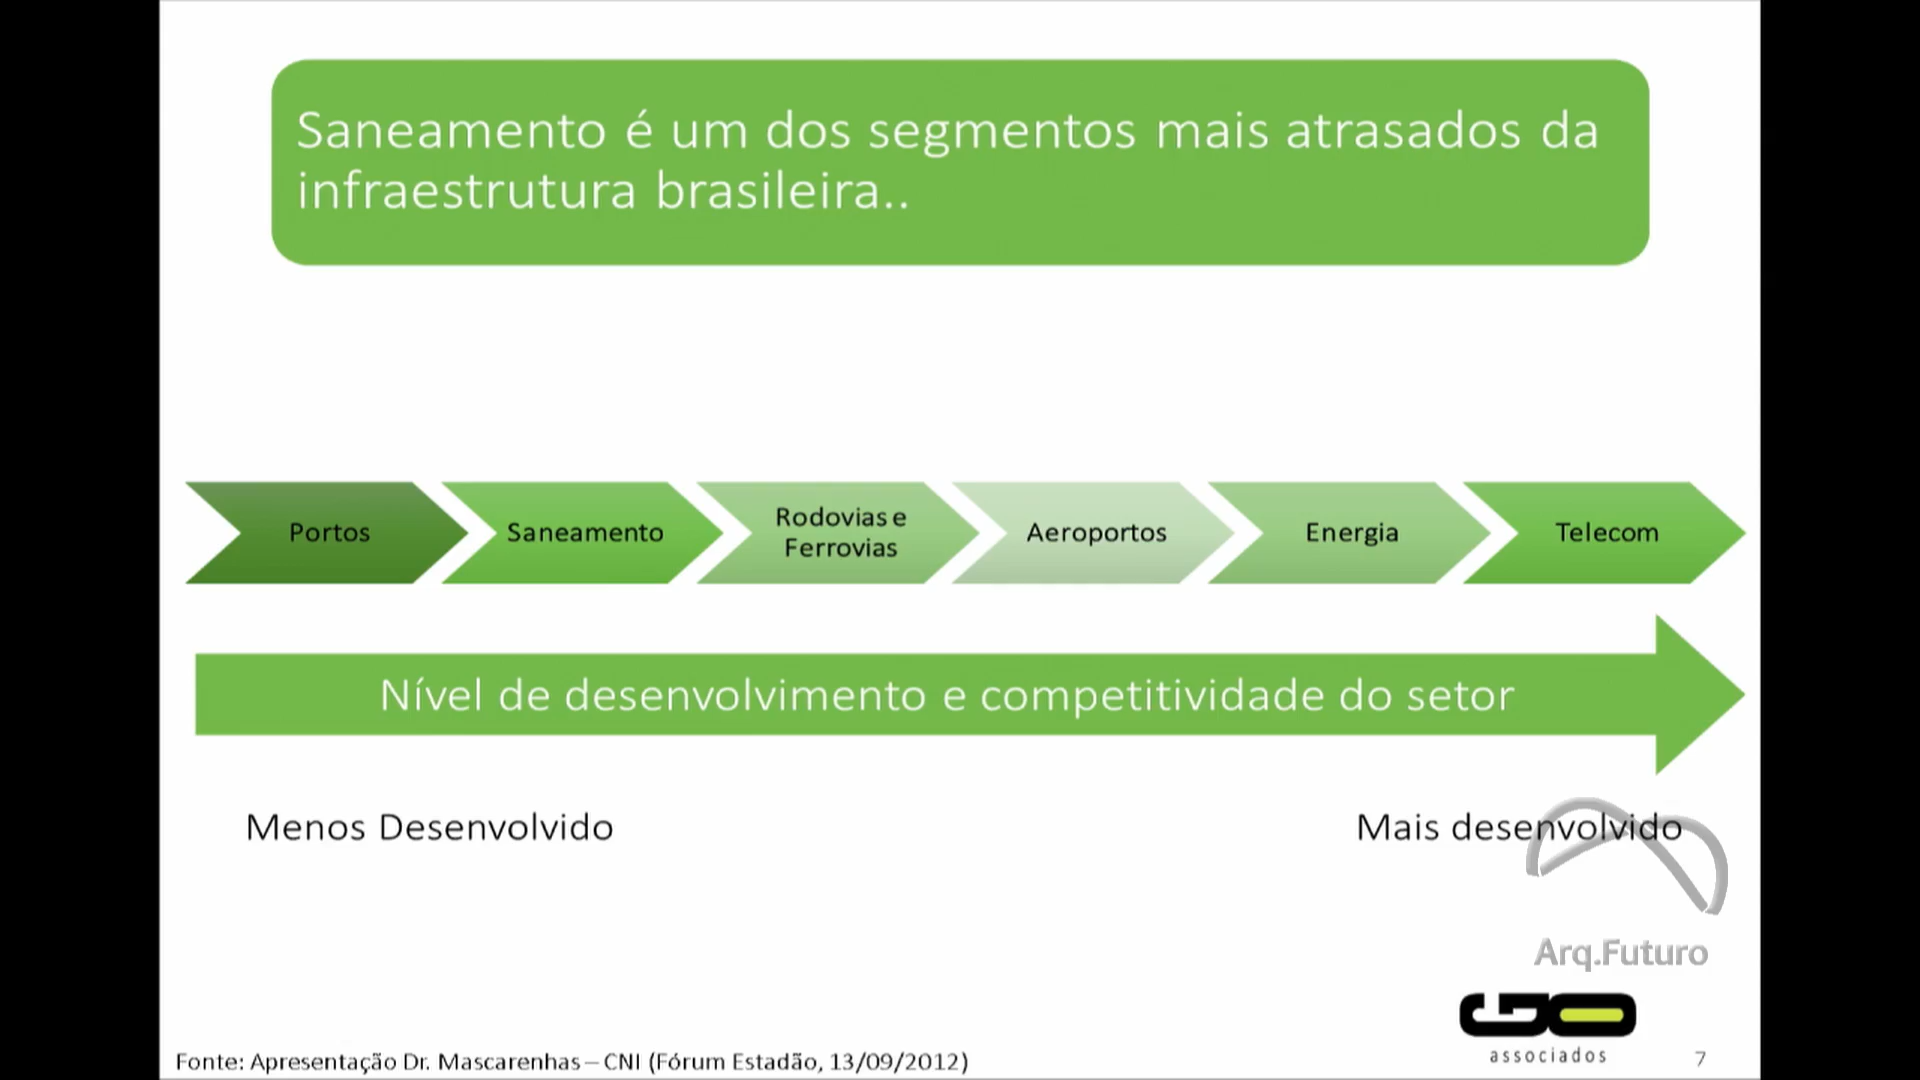 Saneamento é um dos segmentos mais atrasados da
infraestrutura brasileira..
Portos
Saneamento
Rodovias e
Ferrovias
Aeroportos
Energia
Telecom
Nível de desenvolvimento e competitividade do setor
Menos Desenvolvido
Mais desenvolvido
Arq.Futuro
GO
associados
Fonte: Apresentação Dr. Mascarenhas – CNI (Fórum Estadão, 13/09/2012)
7